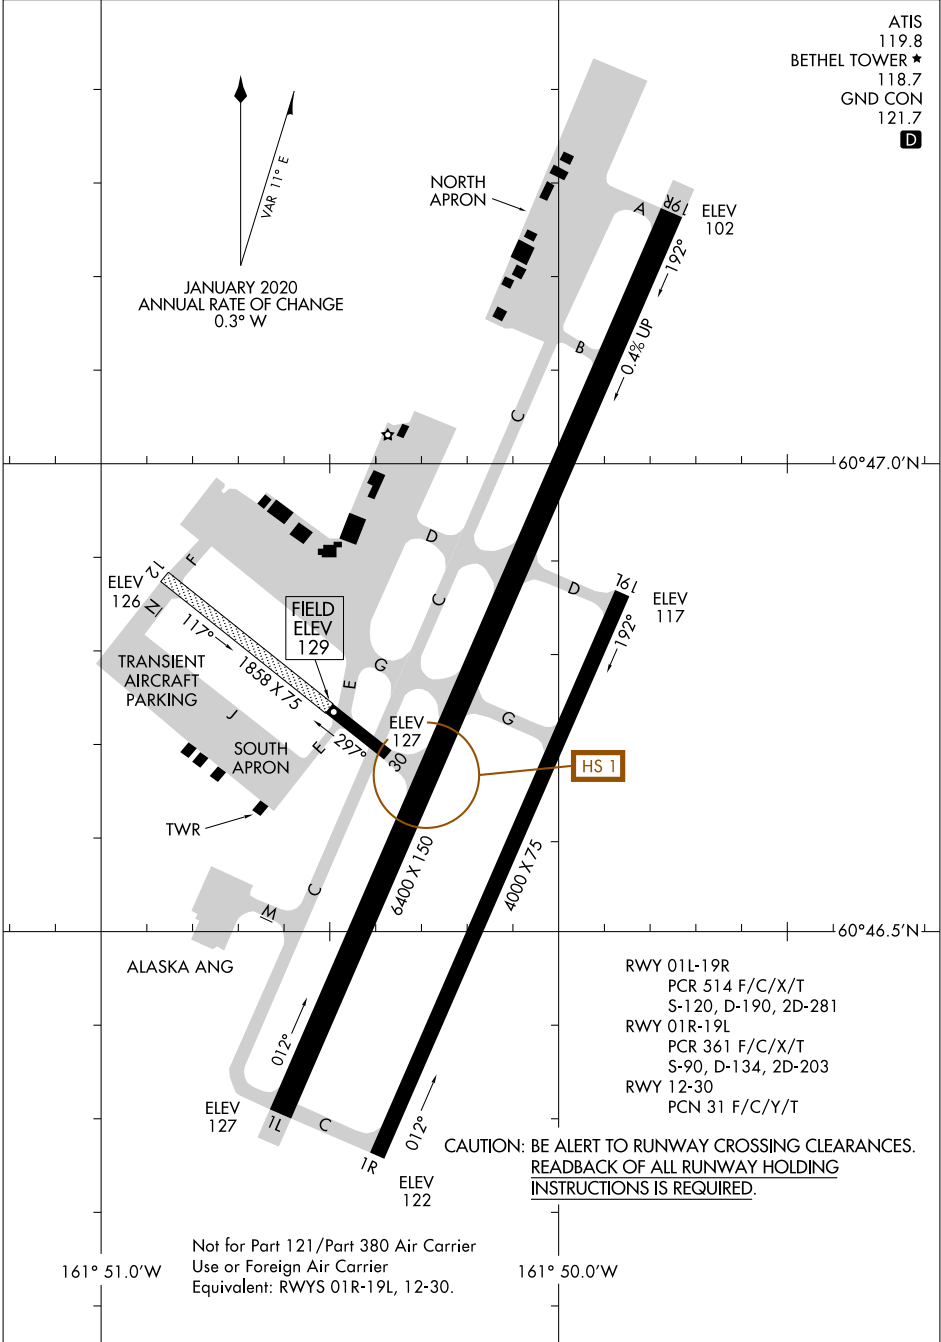 ATIS
119.8
BETHEL TOWER ★
118.7
GND CON
121.7
D
VAR 11° E
JANUARY 2020
ANNUAL RATE OF CHANGE
0.3° W
NORTH
APRON
A
19R
ELEV
102
192°
0.4% UP
B
C
60°47.0'N
D
C
D
19L
ELEV
117
192°
F
12
ELEV
126
N
117°
1858 X 75
FIELD
ELEV
129
TRANSIENT
AIRCRAFT
PARKING
J
SOUTH
APRON
E
G
E
297°
30
ELEV
127
G
HS 1
TWR
6400 X 150
4000 X 75
C
M
60°46.5'N
ALASKA ANG
RWY 01L-19R
PCR 514 F/C/X/T
S-120, D-190, 2D-281
RWY 01R-19L
PCR 361 F/C/X/T
S-90, D-134, 2D-203
RWY 12-30
PCN 31 F/C/Y/T
012°
ELEV
127
1L
C
1R
012°
ELEV
122
CAUTION: BE ALERT TO RUNWAY CROSSING CLEARANCES.
READBACK OF ALL RUNWAY HOLDING
INSTRUCTIONS IS REQUIRED.
Not for Part 121/Part 380 Air Carrier
Use or Foreign Air Carrier
Equivalent: RWYS 01R-19L, 12-30.
161° 51.0'W
161° 50.0'W